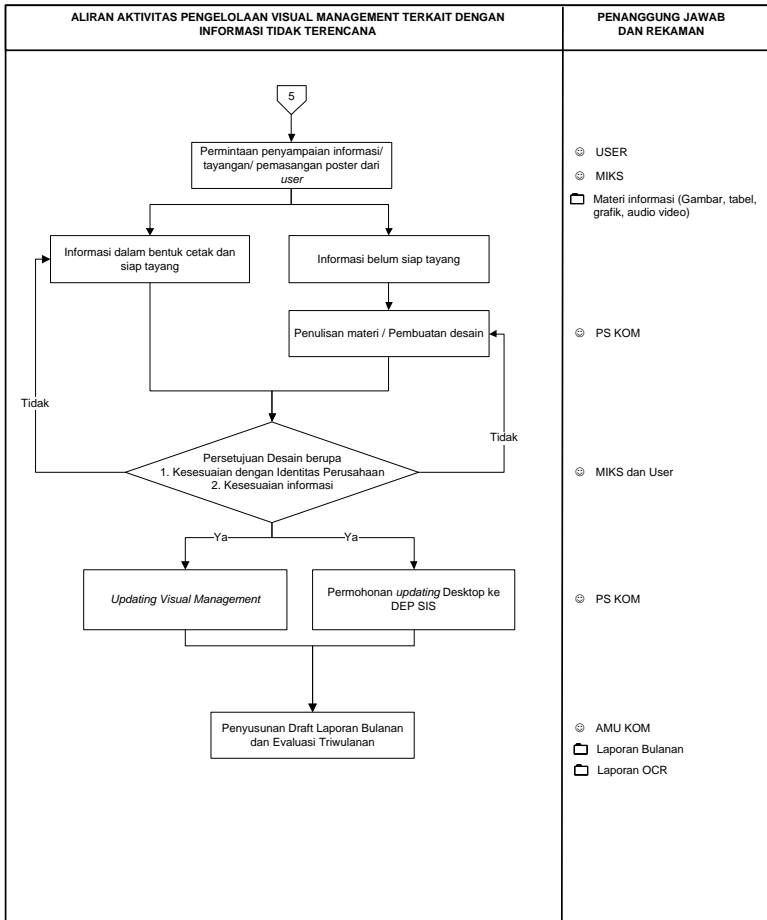 ALIRAN AKTIVITAS PENGELOLAAN VISUAL MANAGEMENT TERKAIT DENGAN
INFORMASI TIDAK TERENCANA
PENANGGUNG JAWAB
DAN REKAMAN
5
Permintaan penyampaian informasi/
tayangan/ pemasangan poster dari
user
USER
MIKS
Materi informasi (Gambar, tabel,
grafik, audio video)
Informasi dalam bentuk cetak dan
siap tayang
Informasi belum siap tayang
Penulisan materi / Pembuatan desain
PS KOM
Tidak
Tidak
Persetujuan Desain berupa
1. Kesesuaian dengan Identitas Perusahaan
2. Kesesuaian informasi
MIKS dan User
Ya
Ya
Updating Visual Management
Permohonan updating Desktop ke
DEP SIS
PS KOM
Penyusunan Draft Laporan Bulanan
dan Evaluasi Triwulanan
AMU KOM
Laporan Bulanan
Laporan OCR